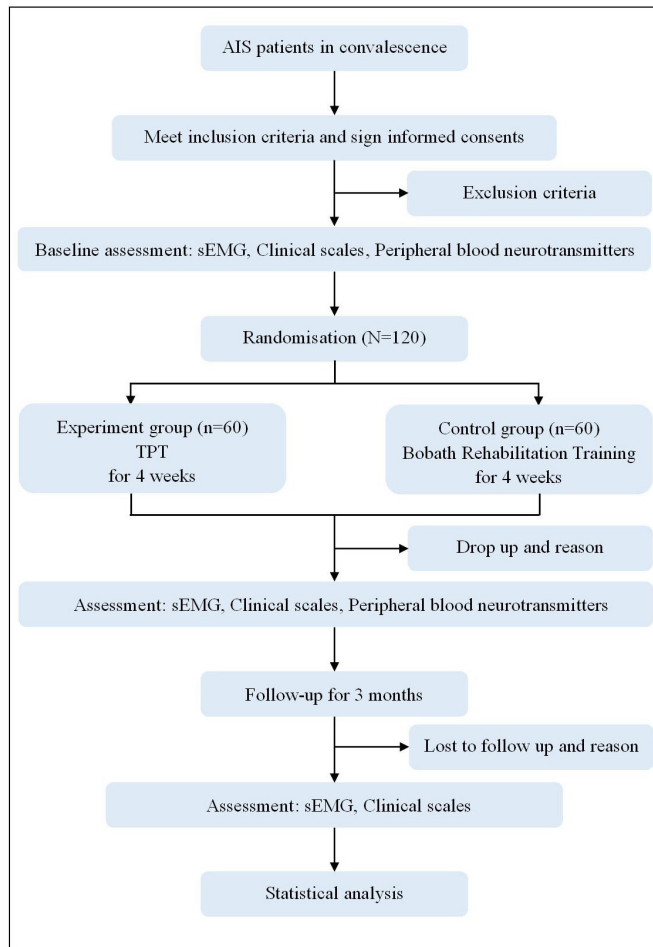 AIS patients in convalescence
Meet inclusion criteria and sign informed consents
Exclusion criteria
Baseline assessment: sEMG, Clinical scales, Peripheral blood neurotransmitters
Randomisation (N=120)
Experiment group (n=60)
TPT
for 4 weeks
Control group (n=60)
Bobath Rehabilitation Training
for 4 weeks
Drop up and reason
Assessment: sEMG, Clinical scales, Peripheral blood neurotransmitters
Follow-up for 3 months
Lost to follow up and reason
Assessment: sEMG, Clinical scales
Statistical analysis